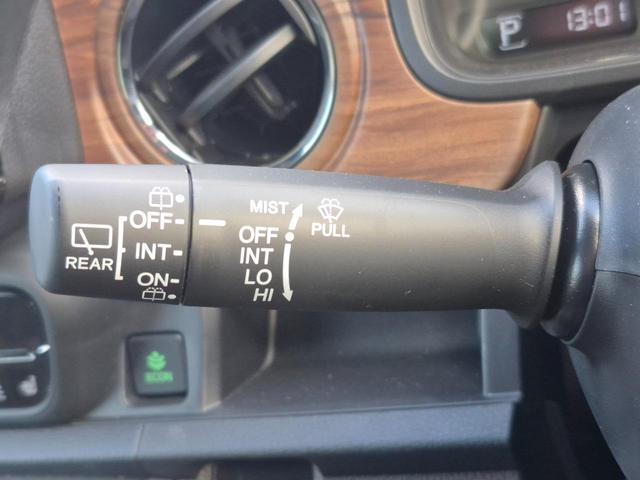 P 13:01
MIST
OFF
INT
LO
HI
PULL
REAR
OFF
INT
ON
ECON